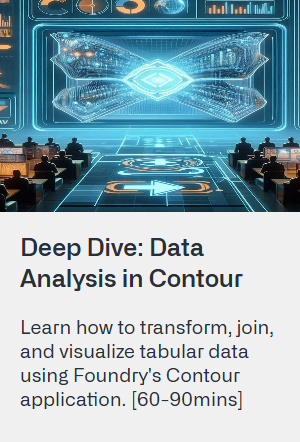 Deep Dive: Data
Analysis in Contour
Learn how to transform, join,
and visualize tabular data
using Foundry's Contour
application. [60-90mins]